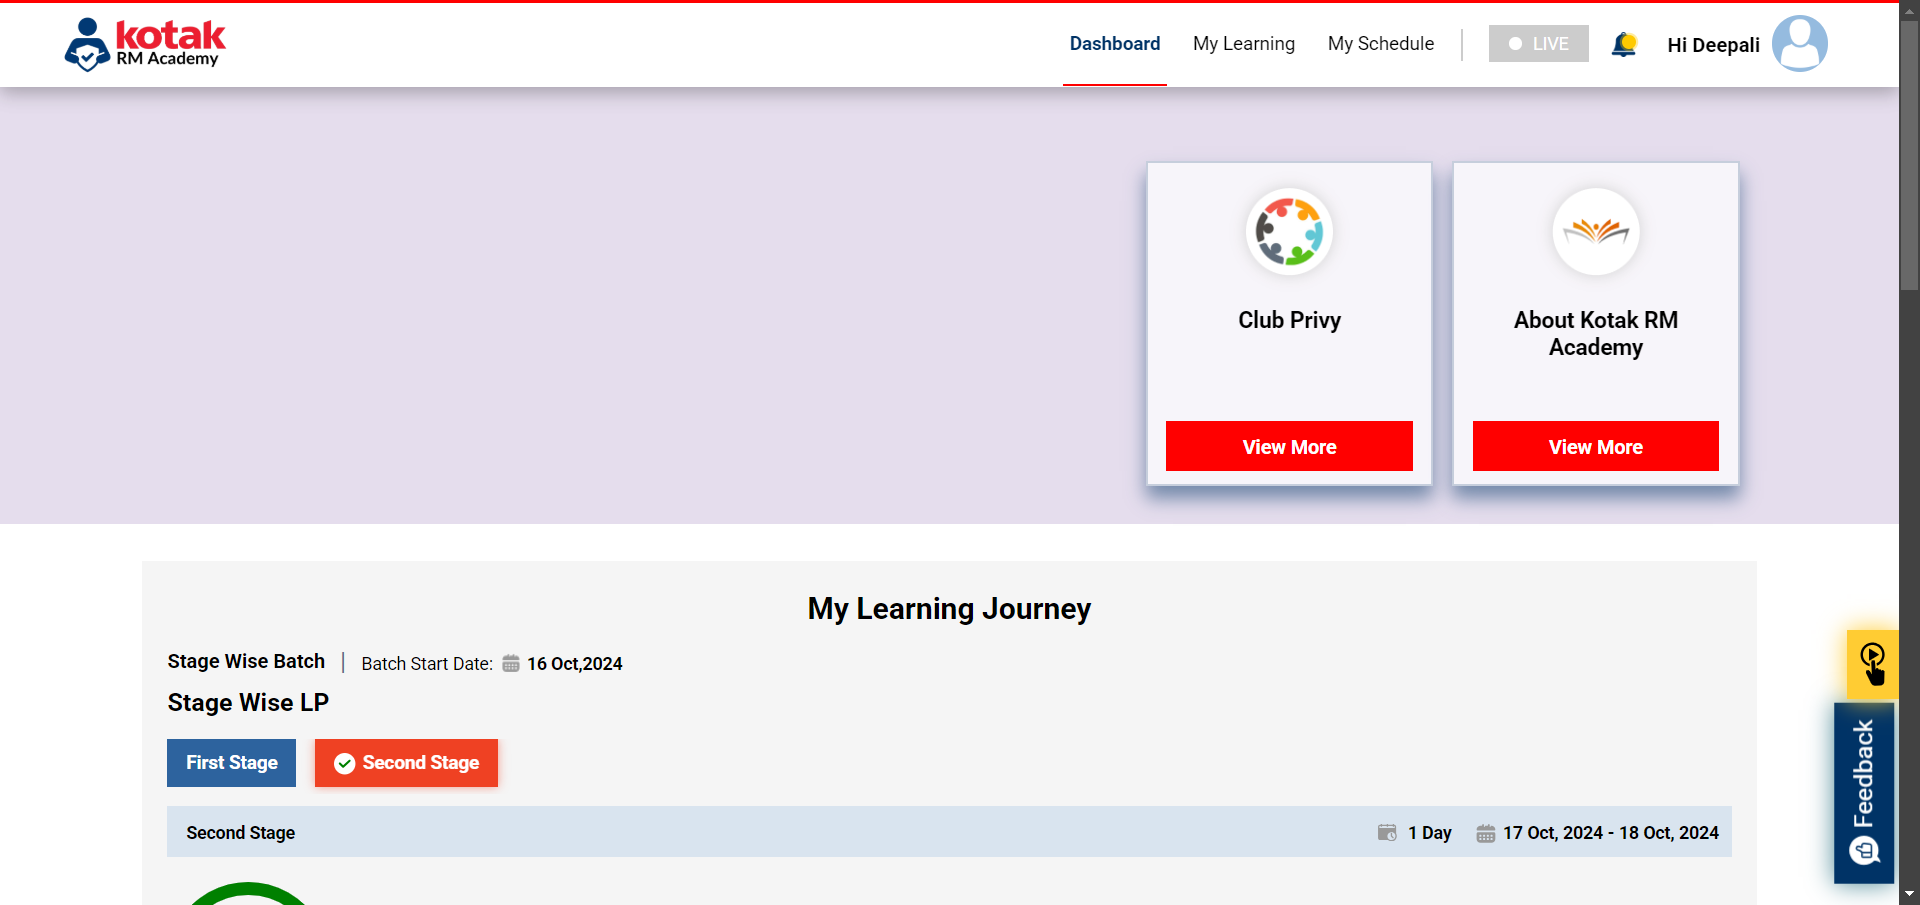 kotak
RM Academy
Dashboard
My Learning
My Schedule
LIVE
Hi Deepali
Club Privy
View More
About Kotak RM
Academy
View More
My Learning Journey
Stage Wise Batch
Batch Start Date: 16 Oct,2024
Stage Wise LP
First Stage
Second Stage
Second Stage
1 Day
17 Oct, 2024 - 18 Oct, 2024
Feedback